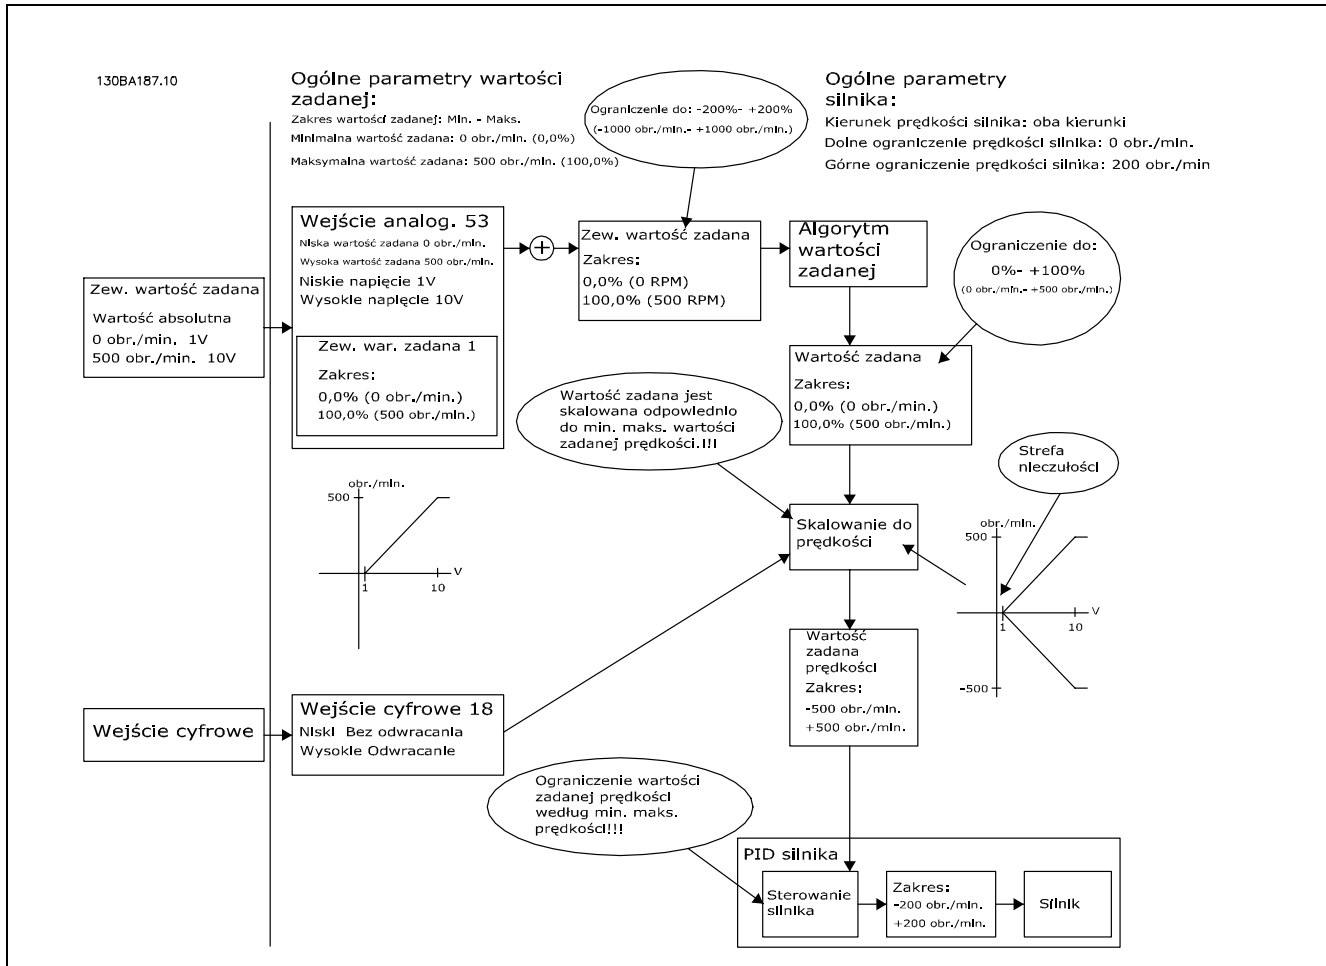 130BA187.10
Ogólne parametry wartości
zadanej:
Zakres wartości zadanej: Min. - Maks.
Minimalna wartość zadana: 0 obr./min. (0,0%)
Maksymalna wartość zadana: 500 obr./min. (100,0%)
Ograniczenie do: -200%- +200%
(-1000 obr./min.- +1000 obr./min.)
Ogólne parametry
silnika:
Kierunek prędkości silnika: oba kierunki
Dolne ograniczenie prędkości silnika: 0 obr./min.
Górne ograniczenie prędkości silnika: 200 obr./min
Zew. wartość zadana
Wartość absolutna
0 obr./min. 1V
500 obr./min. 10V
Wejście analog. 53
Niska wartość zadana 0 obr./min.
Wysoka wartość zadana 500 obr./min.
Niskie napięcie 1V
Wysokie napięcie 10V
Zew. war. zadana 1
Zakres:
0,0% (0 obr./min.)
100,0% (500 obr./min.)
+
Zew. wartość zadana
Zakres:
0,0% (0 RPM)
100,0% (500 RPM)
Algorytm
wartości
zadanej
Ograniczenie do:
0%- +100%
(0 obr./min.- +500 obr./min.)
Wartość zadana
Zakres:
0,0% (0 obr./min.)
100,0% (500 obr./min.)
Wartość zadana jest
skalowana odpowiednio
do min. maks. wartości
zadanej prędkości.!!!
Strefa
nieczułości
obr./min.
500
V
1
10
Skalowanie do
prędkości
obr./min.
500
V
1
10
-500
Wartość
zadana
prędkości
Zakres:
-500 obr./min.
+500 obr./min.
Wejście cyfrowe
Wejście cyfrowe 18
Niski Bez odwracania
Wysokie Odwracanie
Ograniczenie wartości
zadanej prędkości
według min. maks.
prędkości!!!
PID silnika
Sterowanie
silnika
Zakres:
-200 obr./min.
+200 obr./min.
Silnik